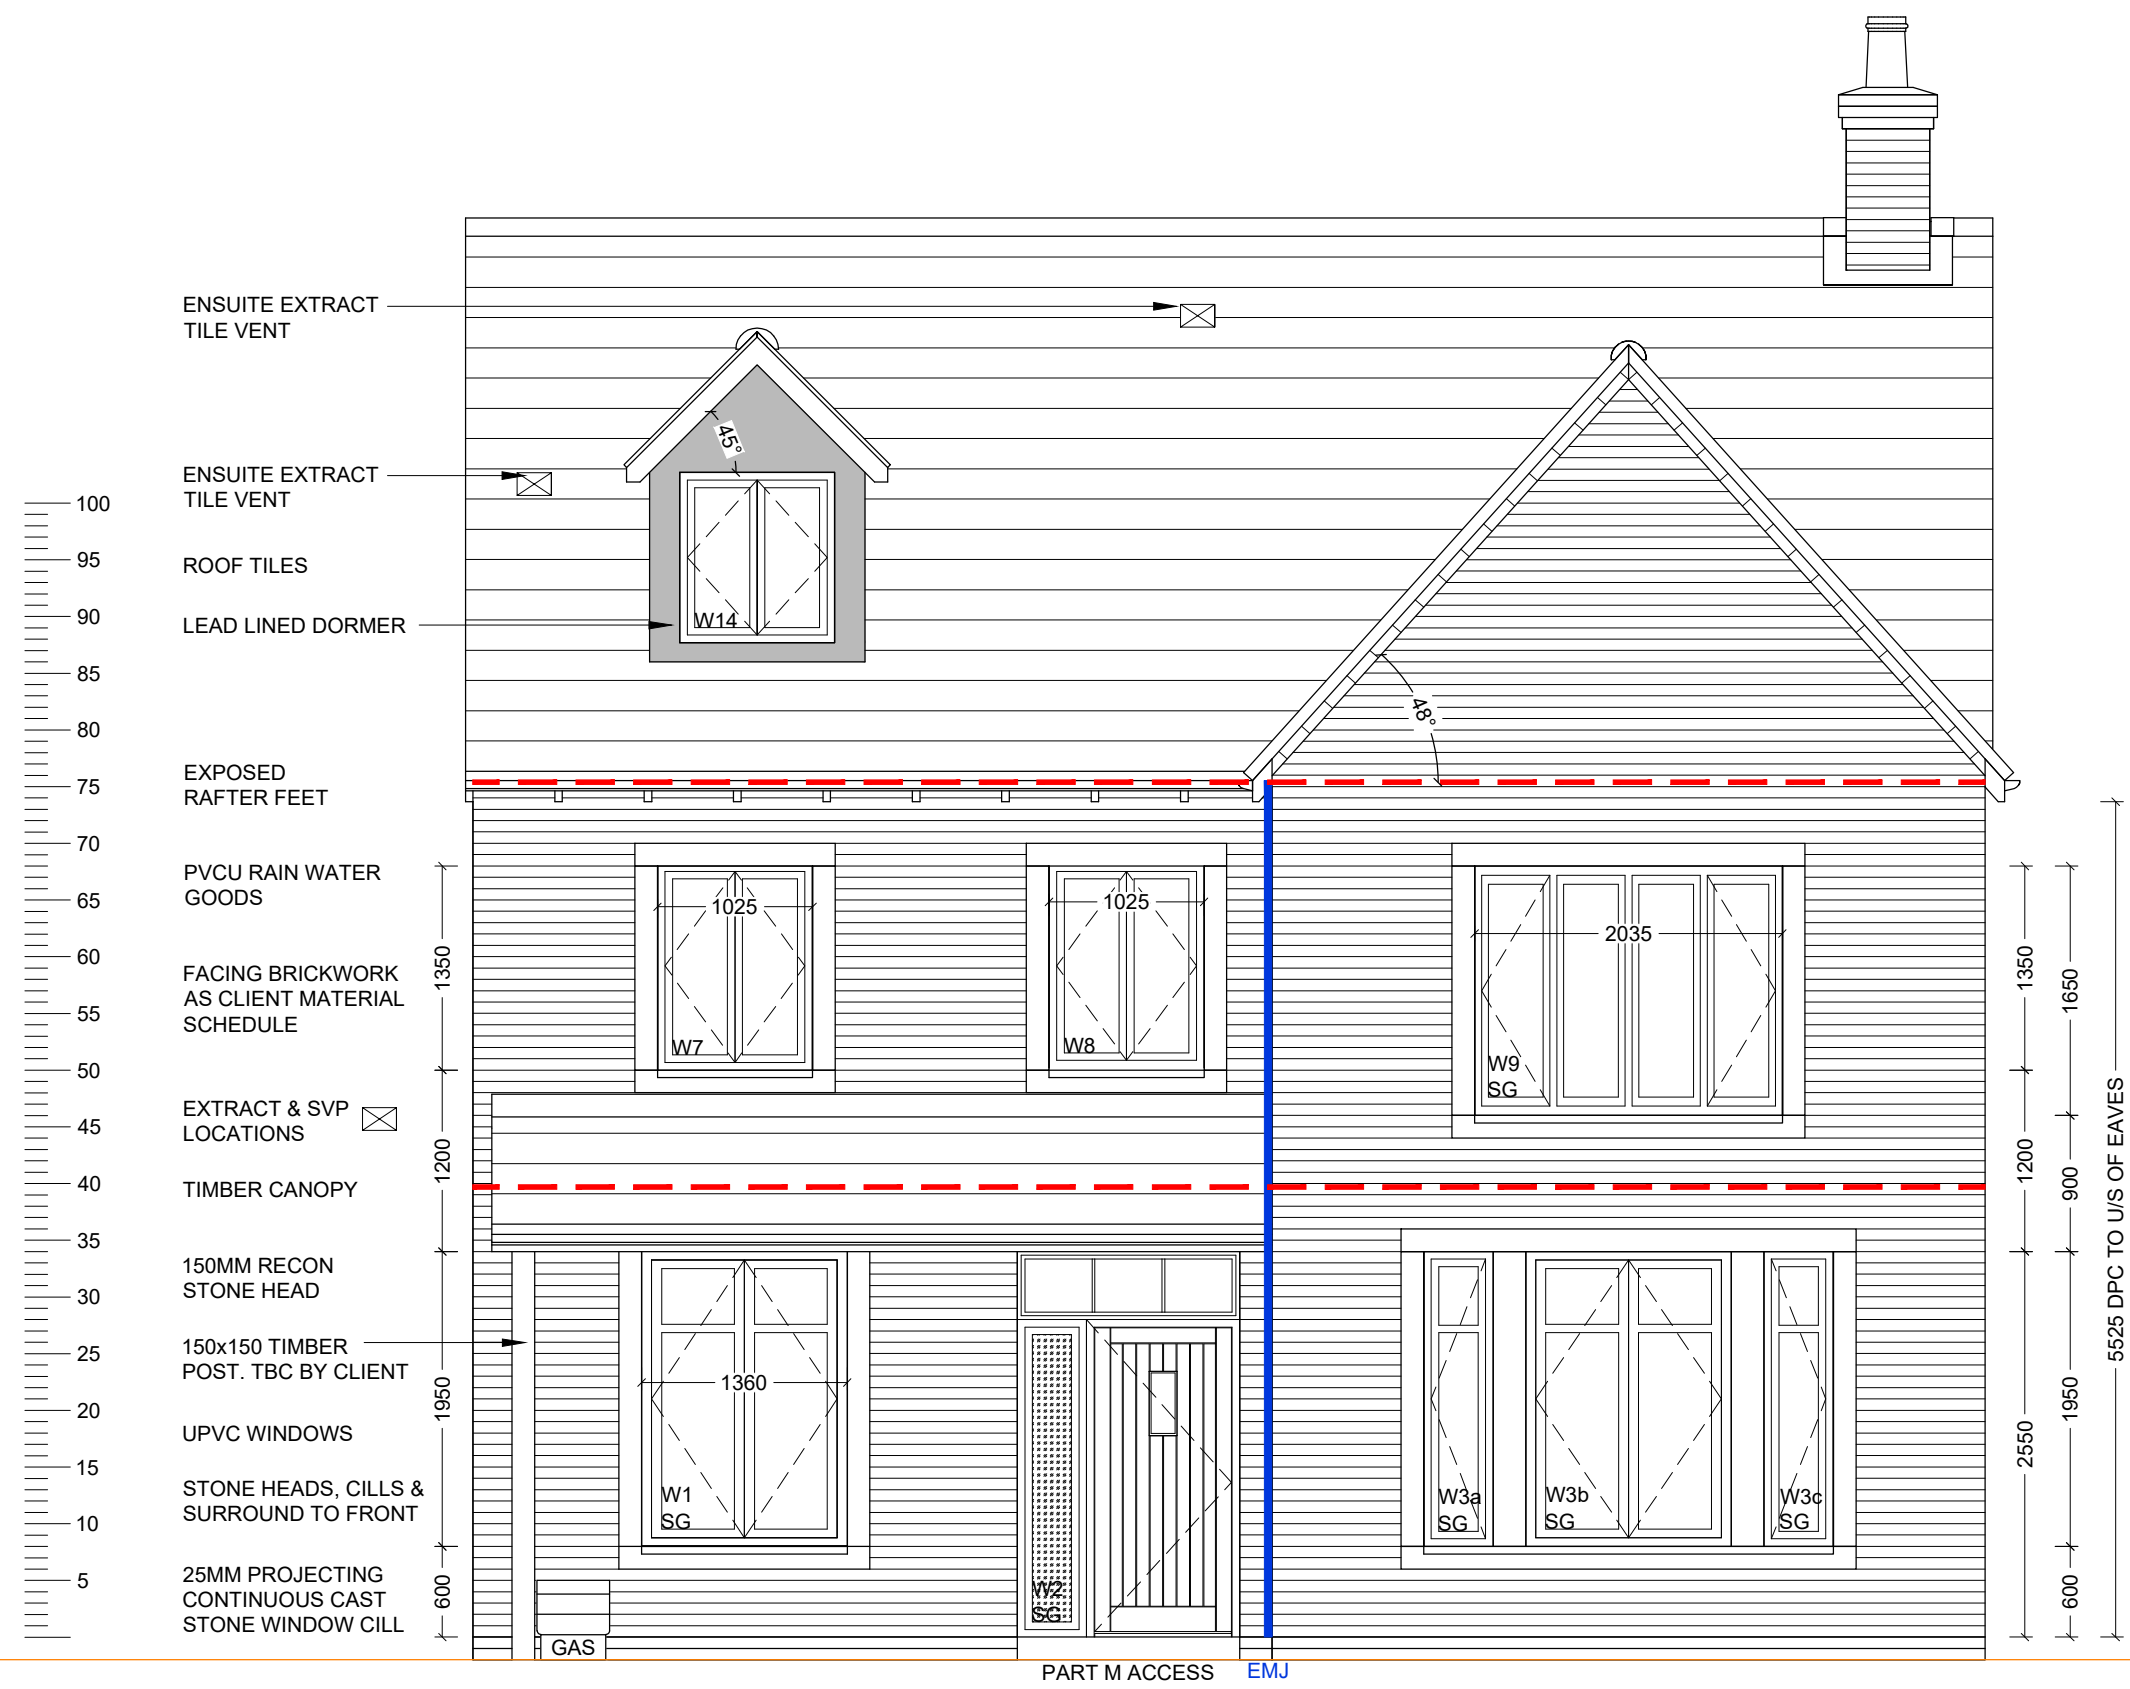 ENSUITE EXTRACT
TILE VENT
45°
ENSUITE EXTRACT
TILE VENT
100
95
ROOF TILES
90
LEAD LINED DORMER
W14
85
48°
80
EXPOSED
RAFTER FEET
75
70
PVCU RAIN WATER
GOODS
65
1025
1025
2035
60
FACING BRICKWORK
AS CLIENT MATERIAL
SCHEDULE
1350
1350
1650
55
W7
W8
W9
SG
50
EXTRACT & SVP
LOCATIONS
45
1200
1200
900
5525 DPC TO U/S OF EAVES
TIMBER CANOPY
40
35
150MM RECON
STONE HEAD
30
150x150 TIMBER
POST. TBC BY CLIENT
25
1360
1950
1950
20
UPVC WINDOWS
2550
15
STONE HEADS, CILLS &
SURROUND TO FRONT
W1
SG
W3a
SG
W3b
SG
W3c
SG
10
25MM PROJECTING
CONTINUOUS CAST
STONE WINDOW CILL
5
600
W2
SG
600
GAS
PART M ACCESS
EMJ